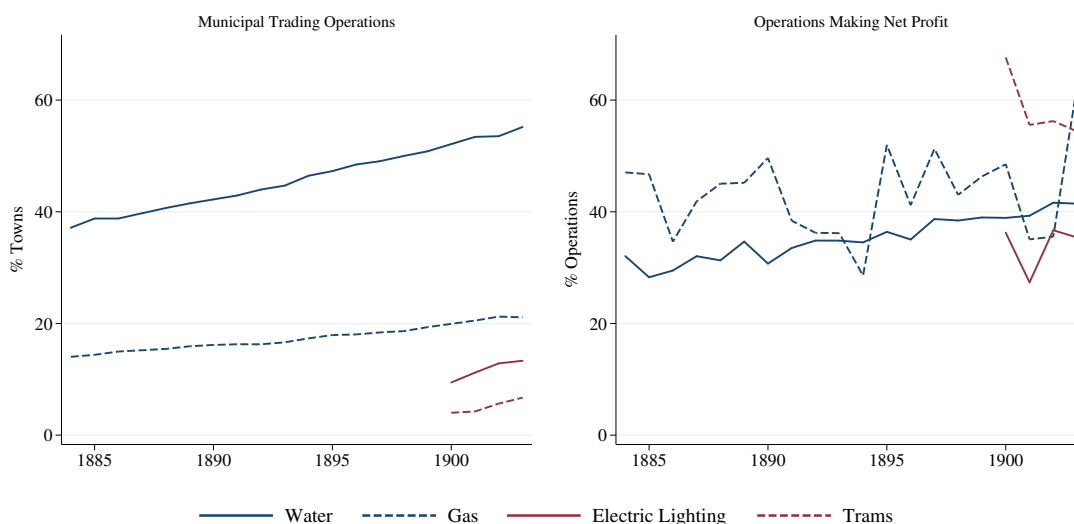 Municipal Trading Operations
Operations Making Net Profit
% Towns
60
40
20
0
1885 1890 1895 1900
% Operations
60
40
20
0
1885 1890 1895 1900
Water Gas Electric Lighting Trams